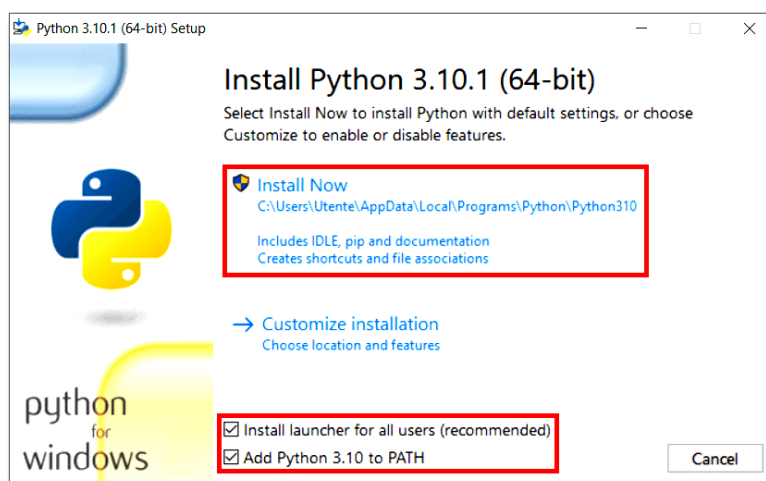 Python 3.10.1 (64-bit) Setup
Install Python 3.10.1 (64-bit)
Select Install Now to install Python with default settings, or choose
Customize to enable or disable features.
Install Now
C:\Users\Utente\AppData\Local\Programs\Python\Python310
Includes IDLE, pip and documentation
Creates shortcuts and file associations
Customize installation
Choose location and features
python
for
windows
Install launcher for all users (recommended)
Add Python 3.10 to PATH
Cancel